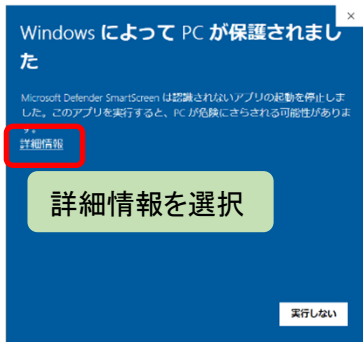 Windows によって PC が保護されまし
た
Microsoft Defender SmartScreen は認識されないアプリの起動を停止しま
した。このアプリを実行すると、PC が危険にさらされる可能性がありま
す。
詳細情報
詳細情報を選択
実行しない